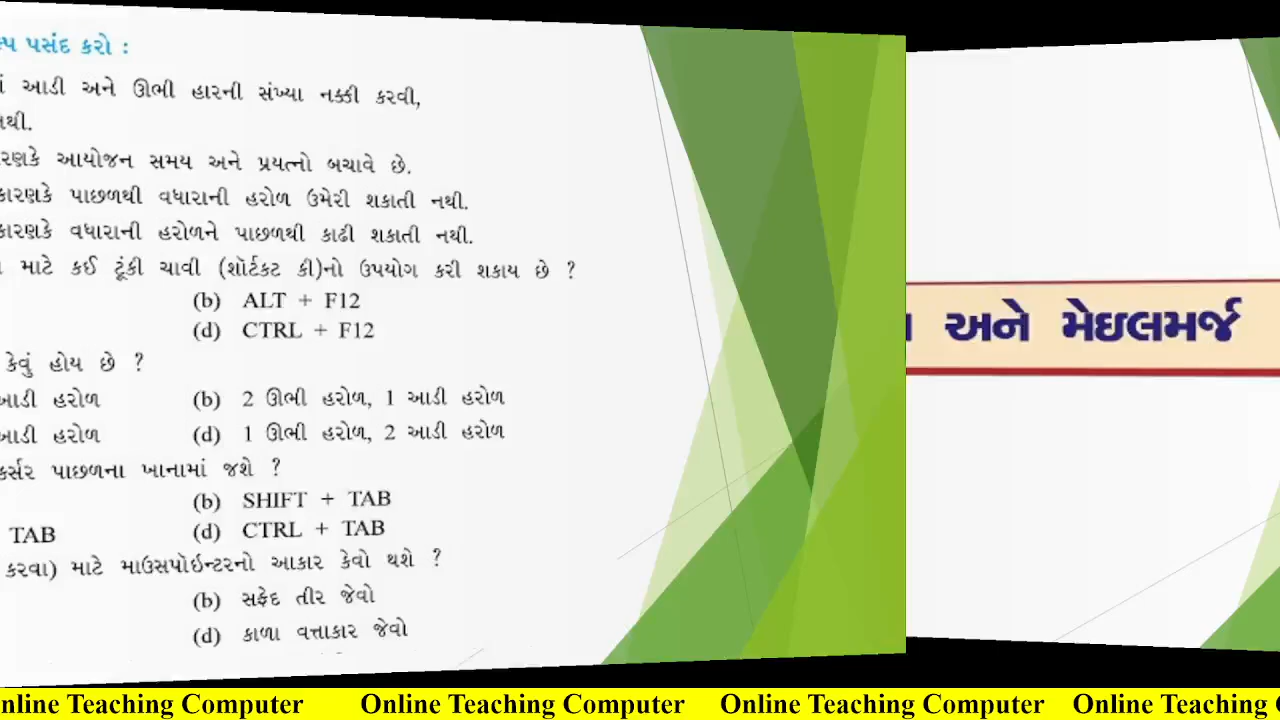 પસંદ કરો :
આડી અને ઊભી હારની સંખ્યા નક્કી કરવી,
નથી.
કારણકે આયોજન સમય અને પ્રયત્નો બચાવે છે.
કારણકે પાછળથી વધારાની હરોળ ઉમેરી શકાતી નથી.
કારણકે વધારાની હરોળને પાછળથી કાઢી શકાતી નથી.
માટે કઈ ટૂંકી ચાવી (શૉર્ટકટ કી)નો ઉપયોગ કરી શકાય છે ?
(b) ALT + F12
(d) CTRL + F12
કેવું હોય છે ?
આડી હરોળ (b) 2 ઊભી હરોળ, 1 આડી હરોળ
આડી હરોળ (d) 1 ઊભી હરોળ, 2 આડી હરોળ
કર્સર પાછળના ખાનામાં જશે ?
(b) SHIFT + TAB
TAB (d) CTRL + TAB
કરવા) માટે માઉસપૉઇન્ટરનો આકાર કેવો થશે ?
(b) સફેદ તીર જેવો
(d) કાળા વત્તાકાર જેવો
અને મેઇલમર્જ
nline Teaching Computer Online Teaching Computer Online Teaching Computer Online Teaching